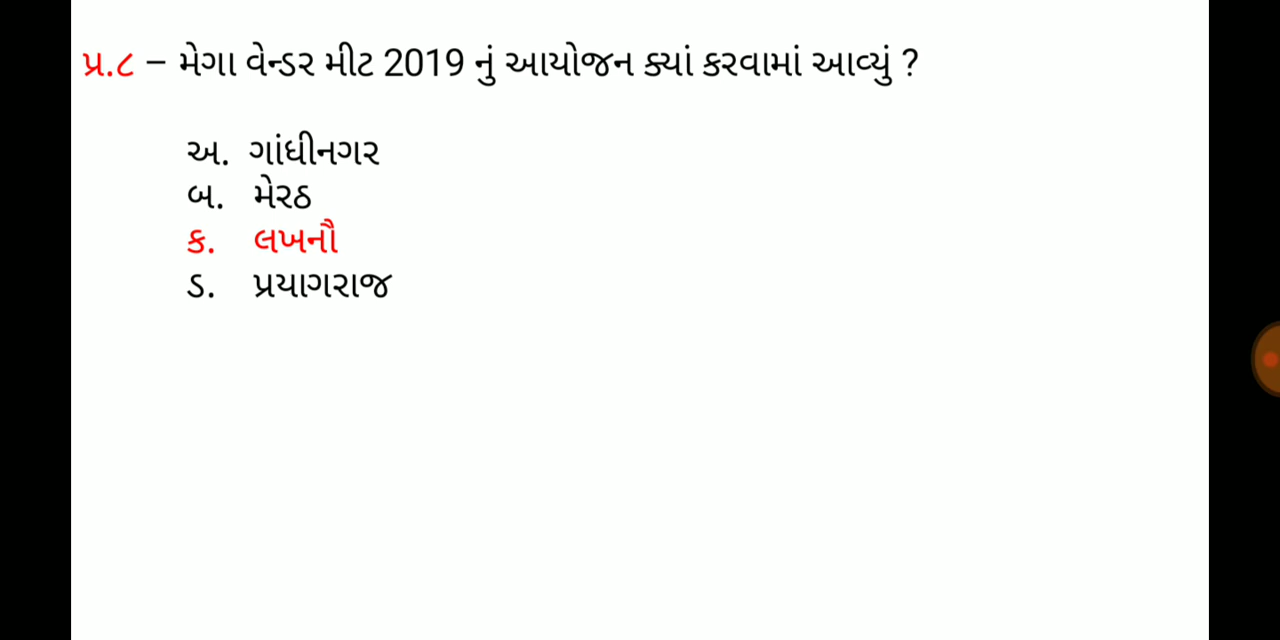 પ્ર.૮ – મેગા વેન્ડર મીટ 2019 નું આયોજન ક્યાં કરવામાં આવ્યું ?
અ. ગાંધીનગર
બ. મેરઠ
ક. લખનૌ
ડ. પ્રયાગરાજ